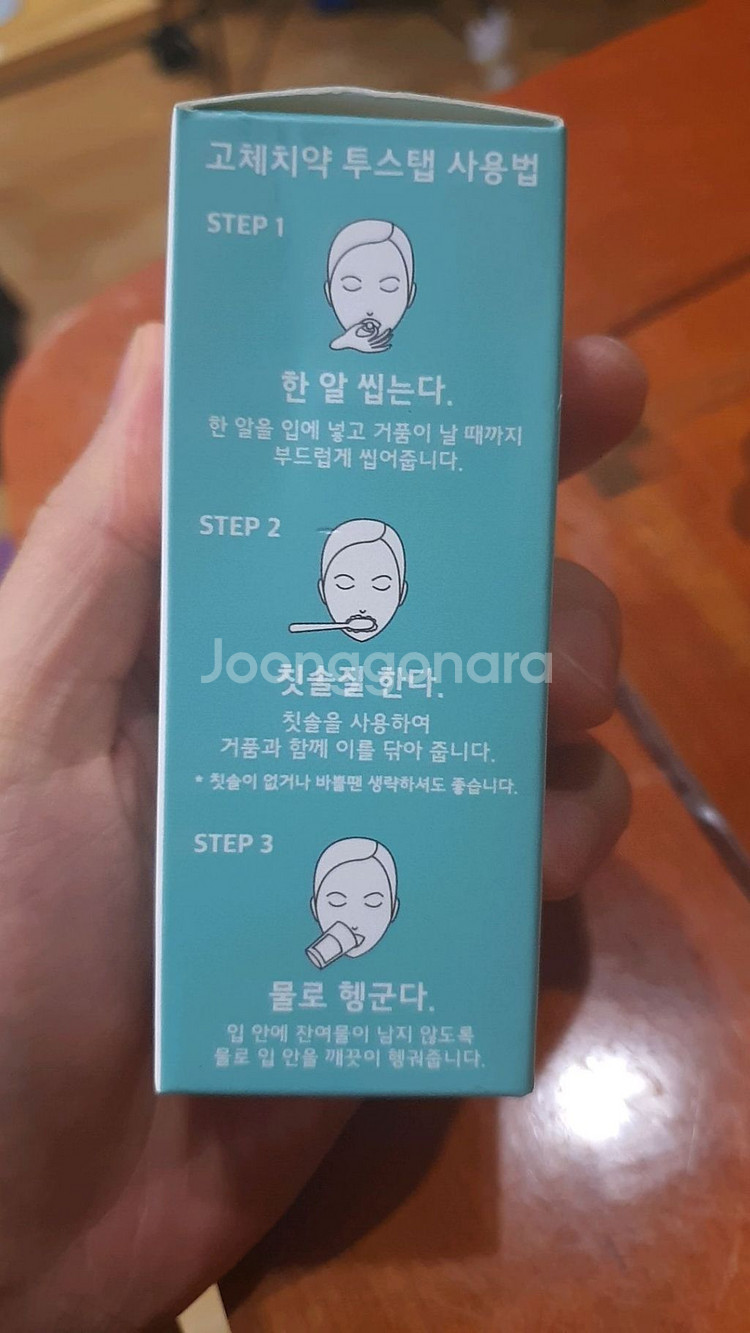 고체치약 투스탭 사용법
STEP 1
한 알 씹는다.
한 알을 입에 넣고 거품이 날 때까지
부드럽게 씹어줍니다.
STEP 2
Joonggonara
칫솔질 한다.
칫솔을 사용하여
거품과 함께 이를 닦아 줍니다.
* 칫솔이 없거나 바쁠땐 생략하셔도 좋습니다.
STEP 3
물로 헹군다.
입 안에 잔여물이 남지 않도록
물로 입 안을 깨끗이 헹궈줍니다.